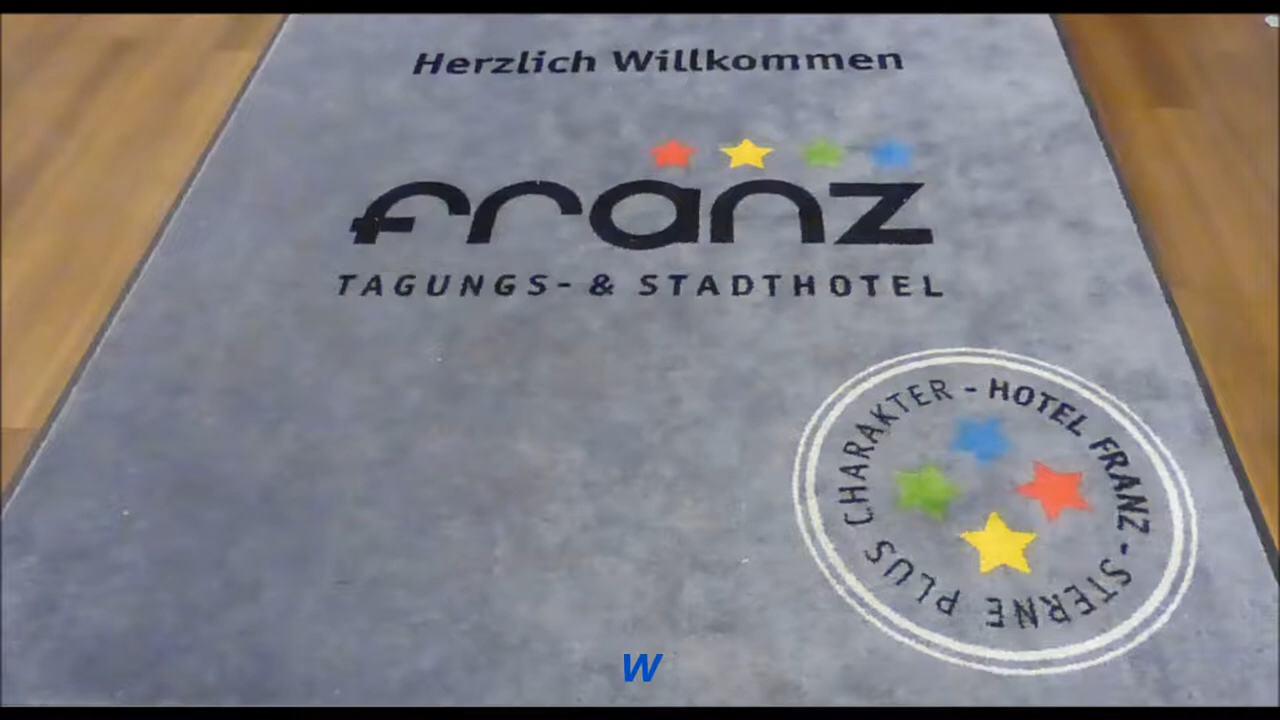 Herzlich Willkommen
franz
TAGUNGS- & STADTHOTEL
HOTEL FRANZ - STERNE PLUS CHARAKTER -
W